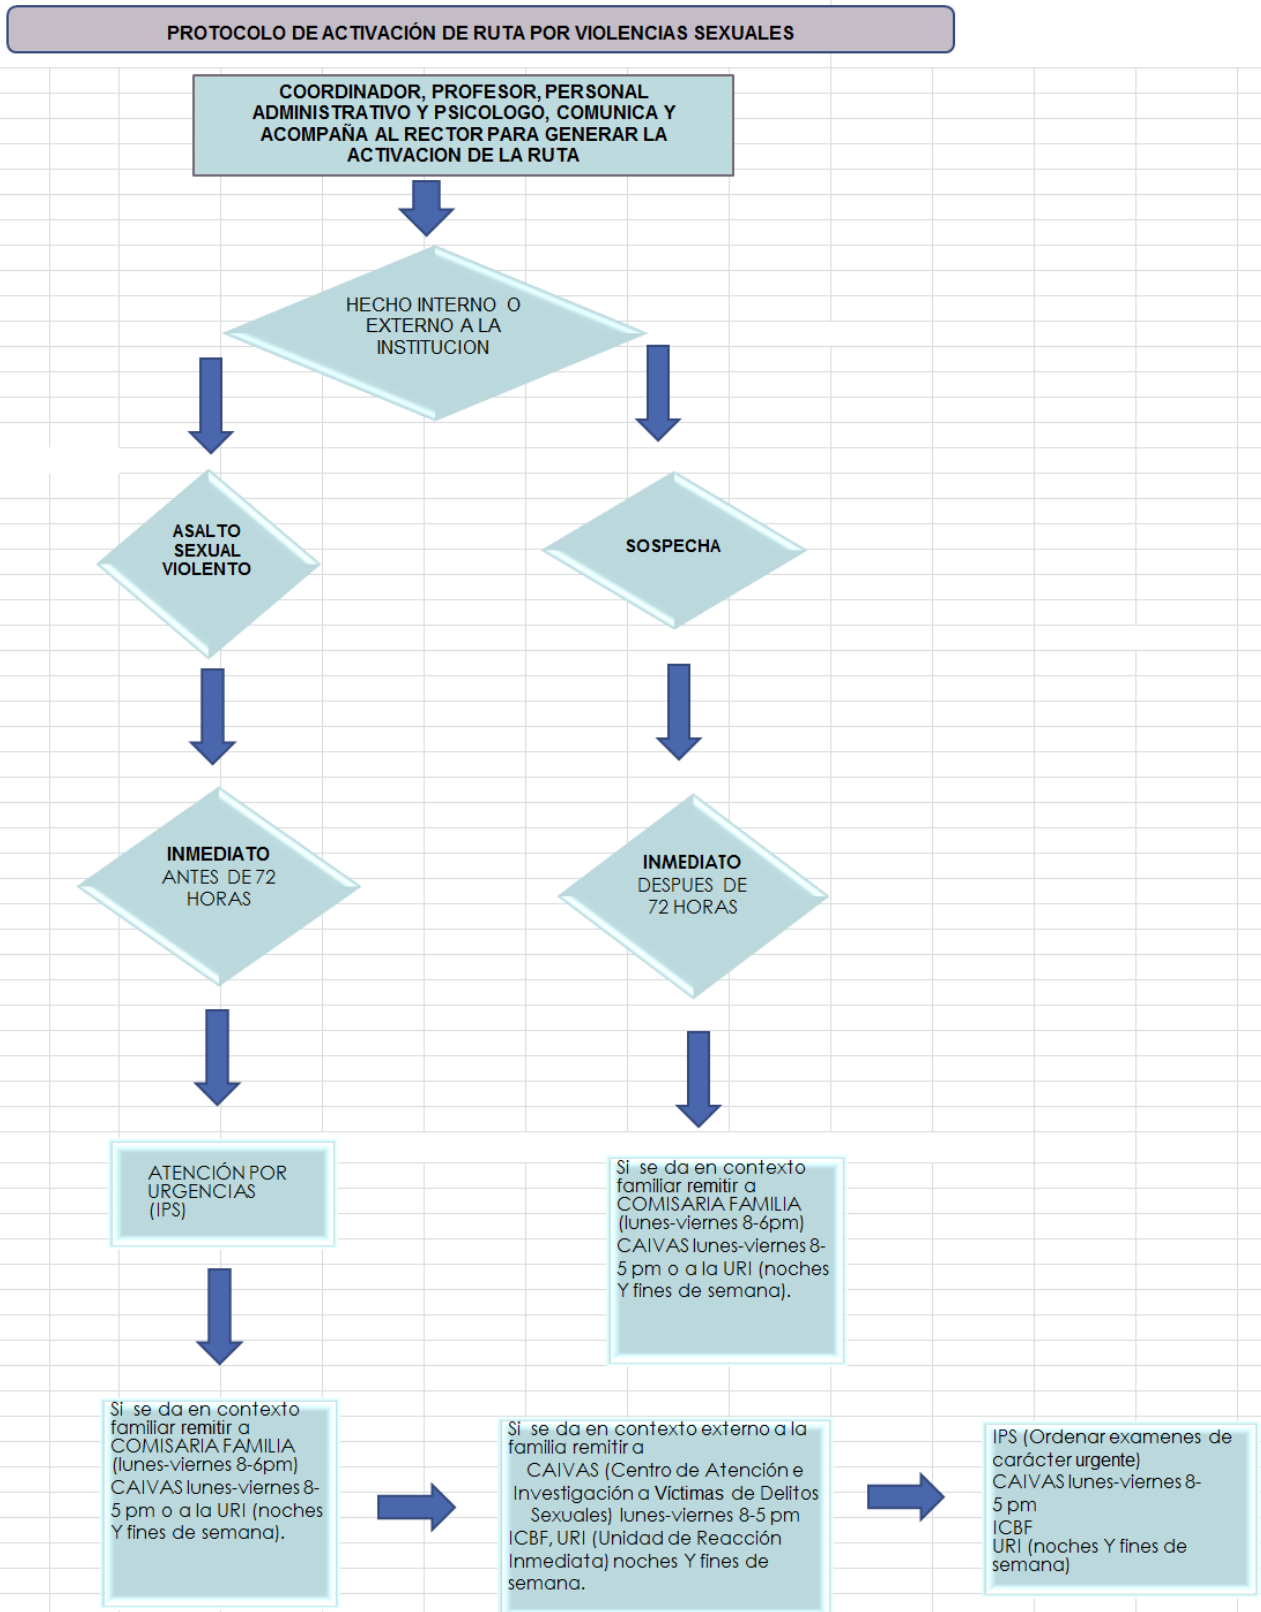 PROTOCOLO DE ACTIVACIÓN DE RUTA POR VIOLENCIAS SEXUALES
COORDINADOR, PROFESOR, PERSONAL
ADMINISTRATIVO Y PSICOLOGO, COMUNICA Y
ACOMPAÑA AL RECTOR PARA GENERAR LA
ACTIVACION DE LA RUTA
HECHO INTERNO O
EXTERNO A LA
INSTITUCION
ASALTO
SEXUAL
VIOLENTO
SOSPECHA
INMEDIATO
ANTES DE 72
HORAS
INMEDIATO
DESPUES DE
72 HORAS
ATENCIÓN POR
URGENCIAS
(IPS)
Si se da en contexto
familiar remitir a
COMISARIA FAMILIA
(lunes-viernes 8-6pm)
CAIVAS lunes-viernes 8-
5 pm o a la URI (noches
Y fines de semana).
Si se da en contexto
familiar remitir a
COMISARIA FAMILIA
(lunes-viernes 8-6pm)
CAIVAS lunes-viernes 8-
5 pm o a la URI (noches
Y fines de semana).
Si se da en contexto externo a la
familia remitir a
CAIVAS (Centro de Atención e
Investigación a Víctimas de Delitos
Sexuales) lunes-viernes 8-5 pm
ICBF, URI (Unidad de Reacción
Inmediata) noches Y fines de
semana.
IPS (Ordenar examenes de
carácter urgente)
CAIVAS lunes-viernes 8-
5 pm
ICBF
URI (noches Y fines de
semana)